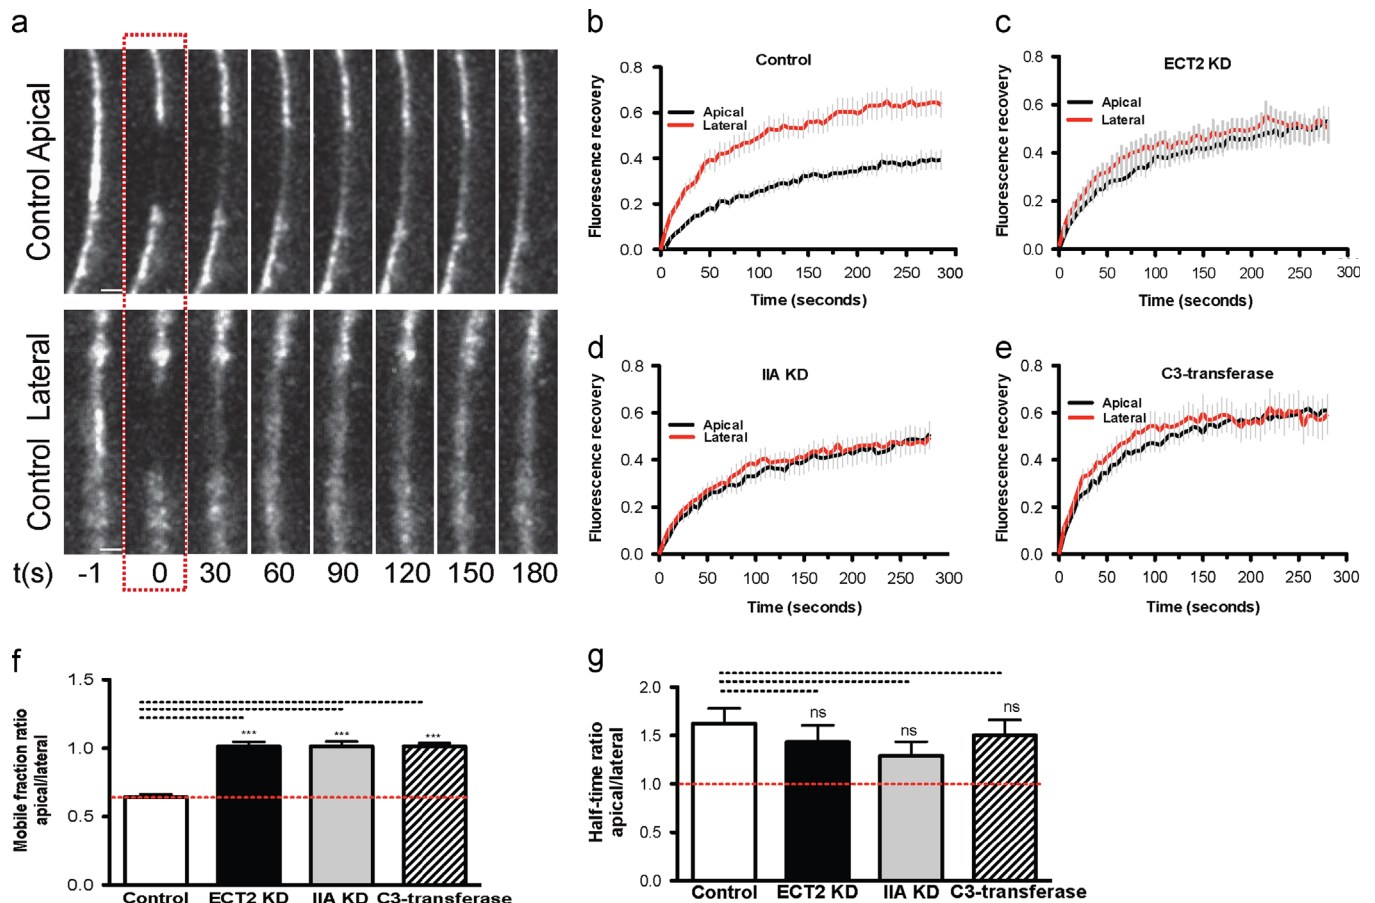 a
Control Apical
Control Lateral
t(s) -1 0 30 60 90 120 150 180
b
Control
Apical
Lateral
Fluorescence recovery
0.8
0.6
0.4
0.2
0.0
0 50 100 150 200 250 300
Time (seconds)
c
ECT2 KD
Apical
Lateral
Fluorescence recovery
0.8
0.6
0.4
0.2
0.0
0 50 100 150 200 250 300
Time (seconds)
d
IIA KD
Apical
Lateral
Fluorescence recovery
0.8
0.6
0.4
0.2
0.0
0 50 100 150 200 250 300
Time (seconds)
e
C3-transferase
Apical
Lateral
Fluorescence recovery
0.8
0.6
0.4
0.2
0.0
0 50 100 150 200 250 300
Time (seconds)
f
Mobile fraction ratio
apical/lateral
1.5
1.0
0.5
0.0
*** *** ***
Control ECT2 KD IIA KD C3-transferase
g
Half-time ratio
apical/lateral
2.0
1.5
1.0
0.5
0.0
ns ns ns
Control ECT2 KD IIA KD C3-transferase